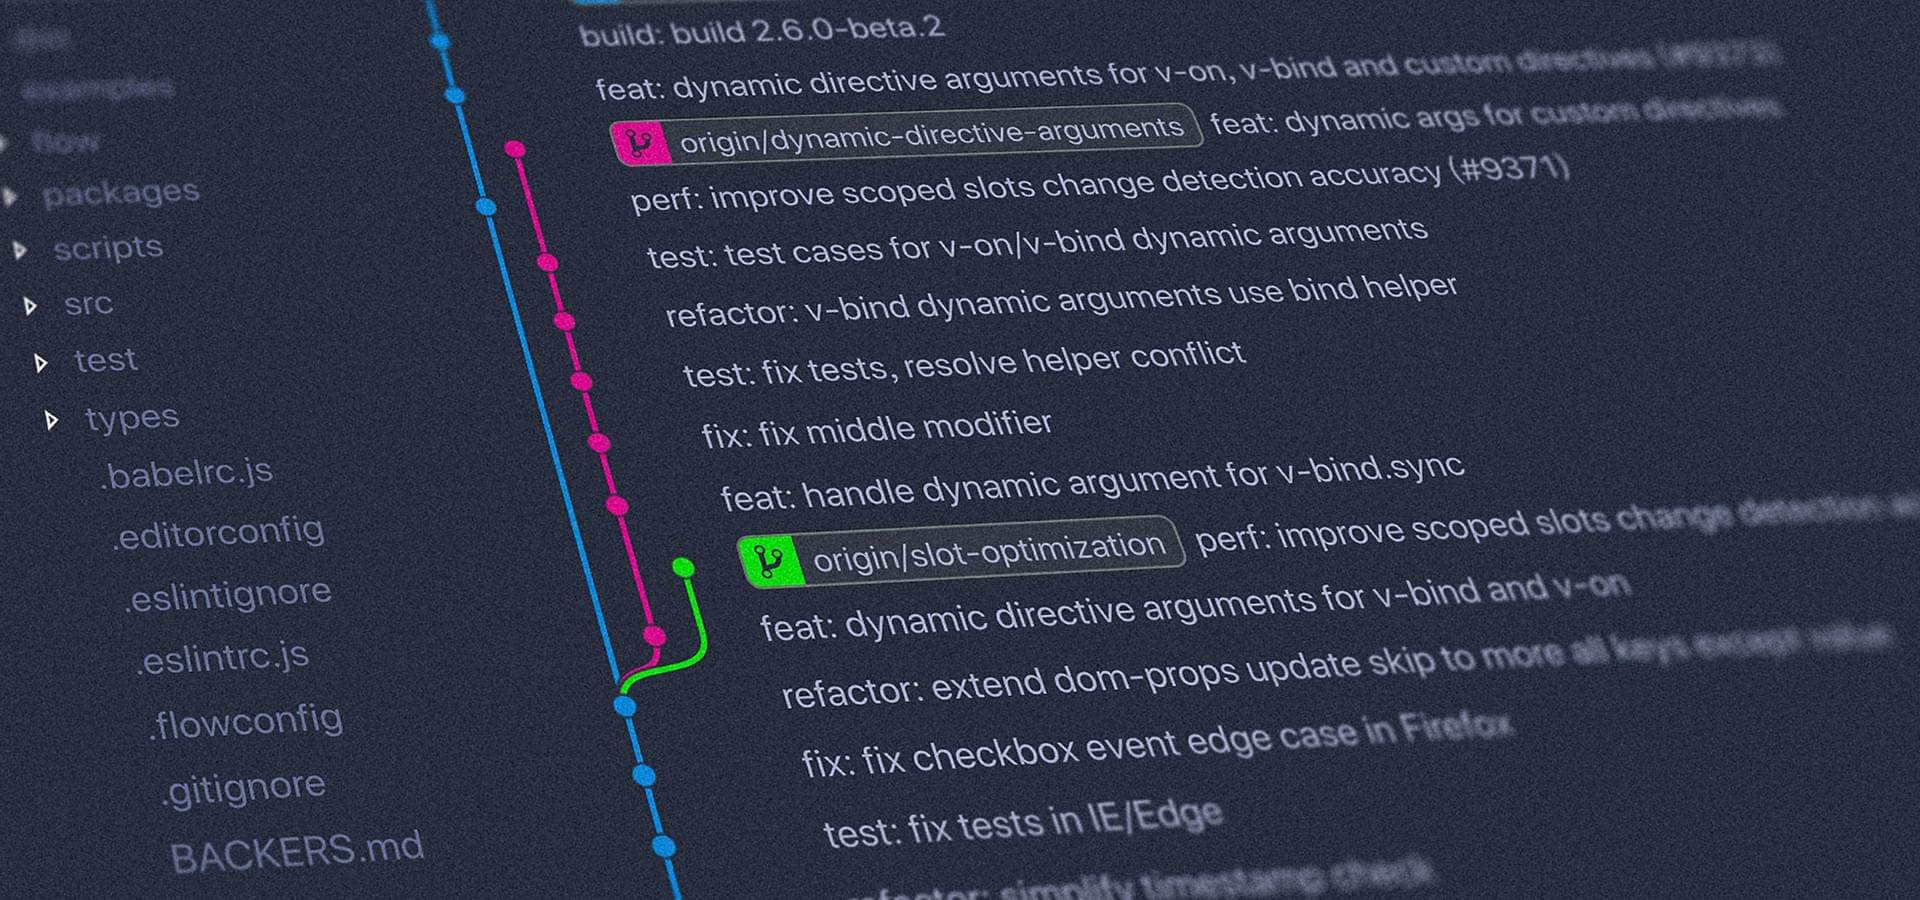 examples
flow
packages
scripts
src
test
types
.babelrc.js
.editorconfig
.eslintignore
.eslintrc.js
.flowconfig
.gitignore
BACKERS.md
build: build 2.6.0-beta.2
feat: dynamic directive arguments for v-on, v-bind and custom directives
origin/dynamic-directive-arguments feat: dynamic args for custom directives
perf: improve scoped slots change detection accuracy (#9371)
test: test cases for v-on/v-bind dynamic arguments
refactor: v-bind dynamic arguments use bind helper
test: fix tests, resolve helper conflict
fix: fix middle modifier
feat: handle dynamic argument for v-bind.sync
origin/slot-optimization perf: improve scoped slots change detection
feat: dynamic directive arguments for v-bind and v-on
refactor: extend dom-props update skip to more all keys except value
fix: fix checkbox event edge case in Firefox
test: fix tests in IE/Edge
refactor: simplify timestamp check